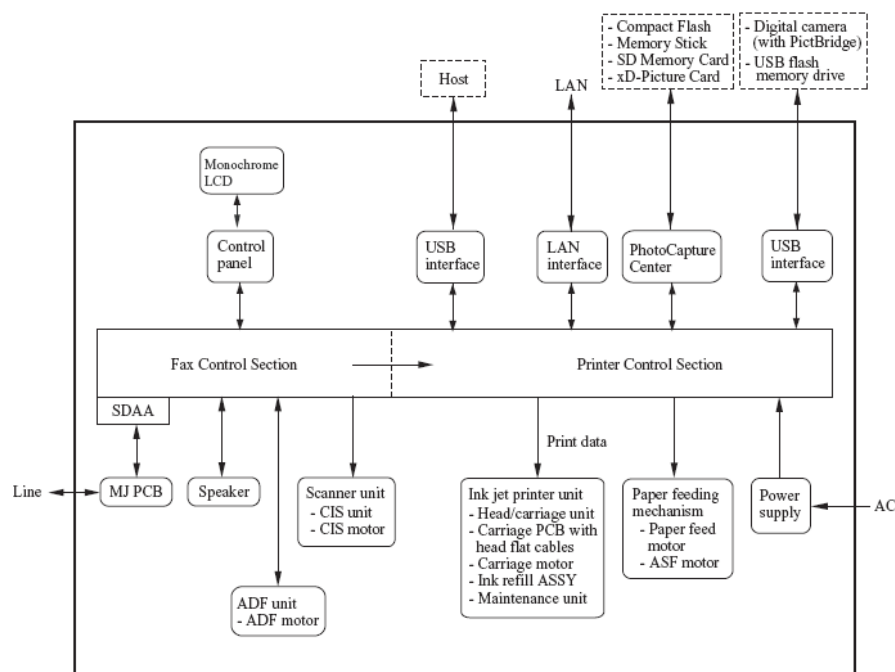 - Compact Flash
- Memory Stick
- SD Memory Card
- xD-Picture Card
- Digital camera
(with PictBridge)
- USB flash
memory drive
Host
LAN
Monochrome
LCD
Control
panel
USB
interface
LAN
interface
PhotoCapture
Center
USB
interface
Fax Control Section
Printer Control Section
SDAA
Print data
Line
MJ PCB
Speaker
Scanner unit
- CIS unit
- CIS motor
Ink jet printer unit
- Head/carriage unit
- Carriage PCB with
head flat cables
- Carriage motor
- Ink refill ASSY
- Maintenance unit
Paper feeding
mechanism
- Paper feed
motor
- ASF motor
Power
supply
AC
ADF unit
- ADF motor